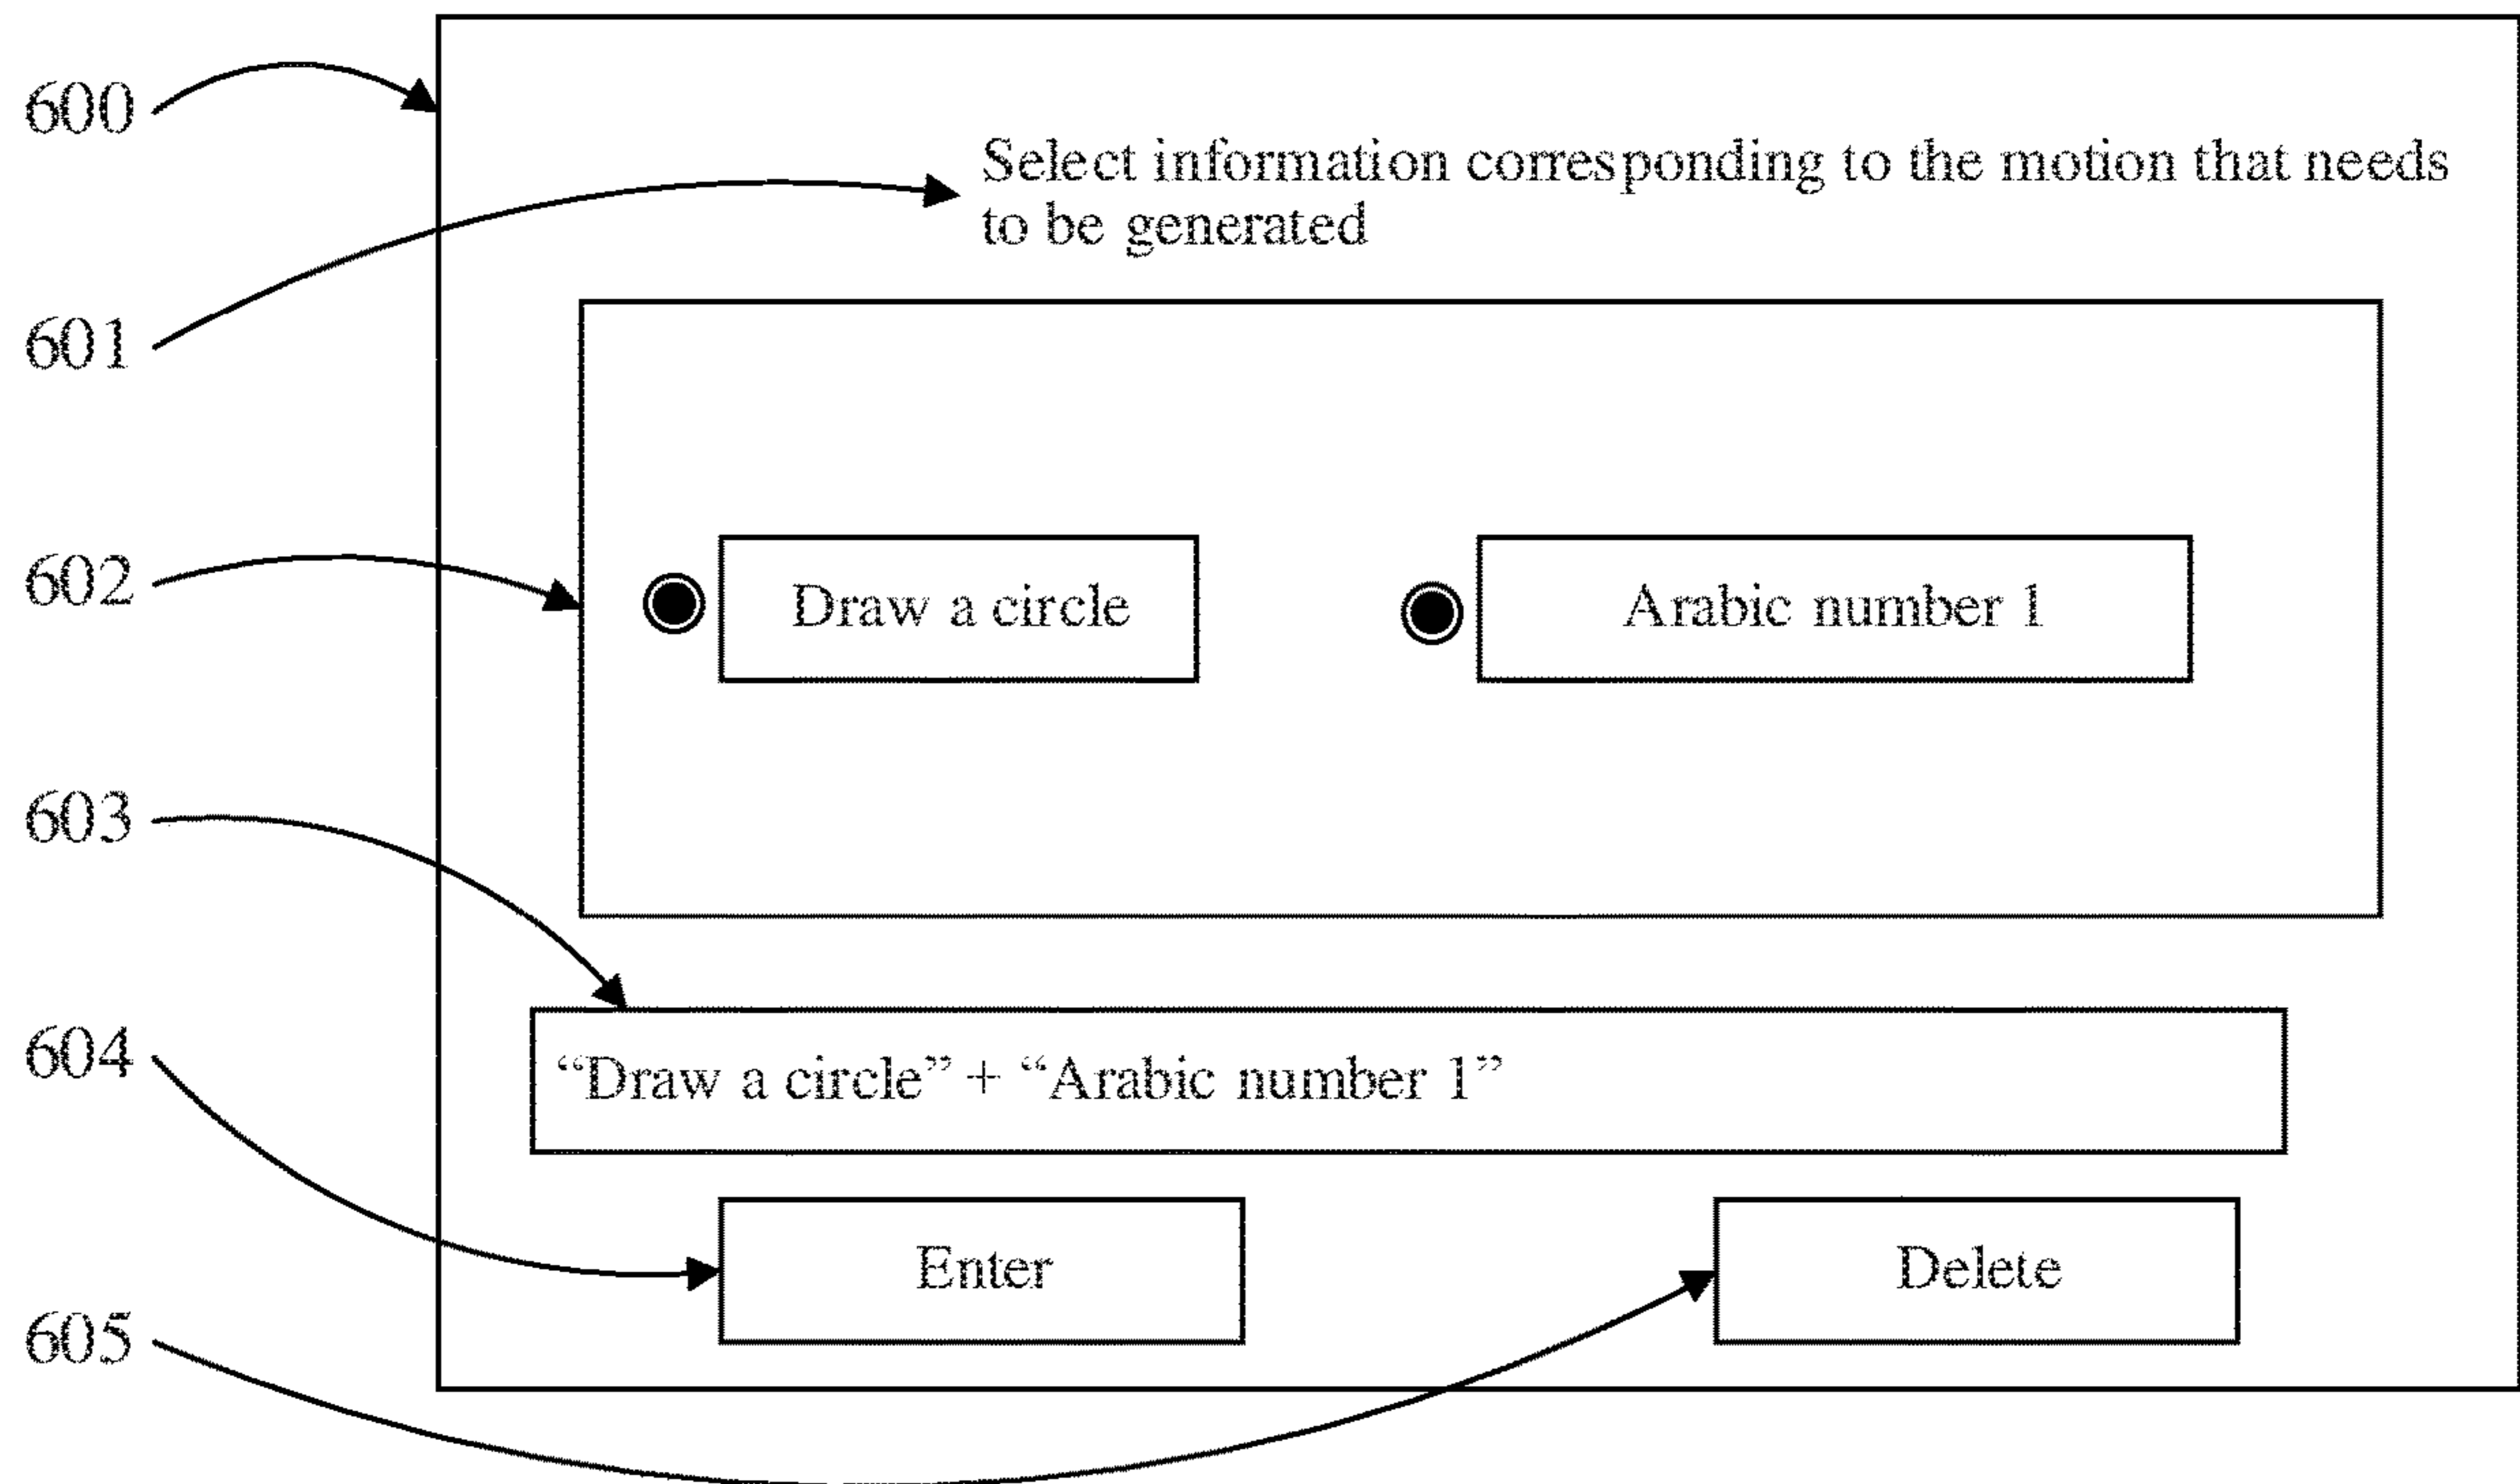 600
Select information corresponding to the motion that needs
to be generated
601
602
Draw a circle
Arabic number 1
603
“Draw a circle” + “Arabic number 1”
604
Enter
Delete
605